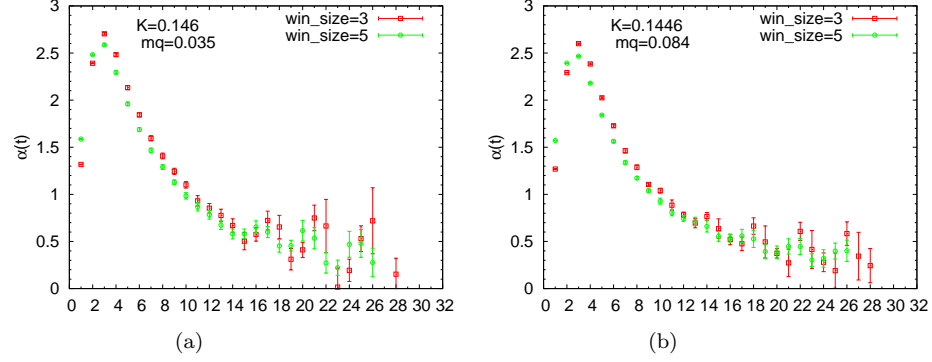 3
2.5
2
1.5
1
0.5
0
α(t)
K=0.146
mq=0.035
win_size=3
win_size=5
0 2 4 6 8 10 12 14 16 18 20 22 24 26 28 30 32
(a)
3
2.5
2
1.5
1
0.5
0
α(t)
K=0.1446
mq=0.084
win_size=3
win_size=5
0 2 4 6 8 10 12 14 16 18 20 22 24 26 28 30 32
(b)